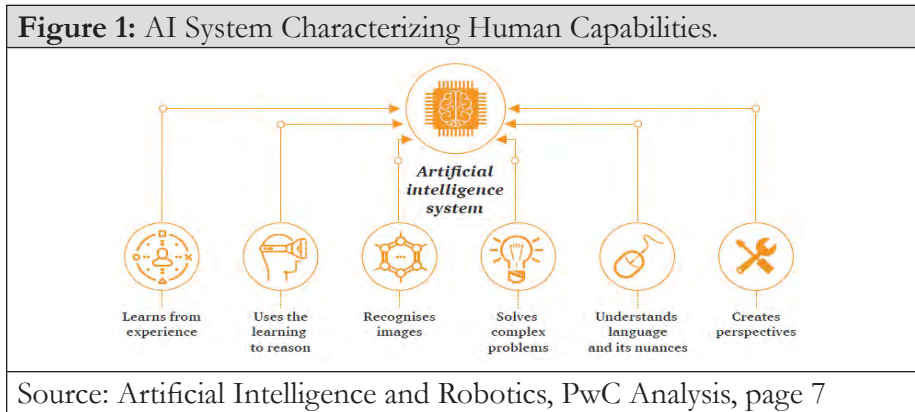 Figure 1: AI System Characterizing Human Capabilities.
Artificial
intelligence
system
Learns from
experience
Uses the
learning
to reason
Recognises
images
Solves
complex
problems
Understands
language
and its nuances
Creates
perspectives
Source: Artificial Intelligence and Robotics, PwC Analysis, page 7